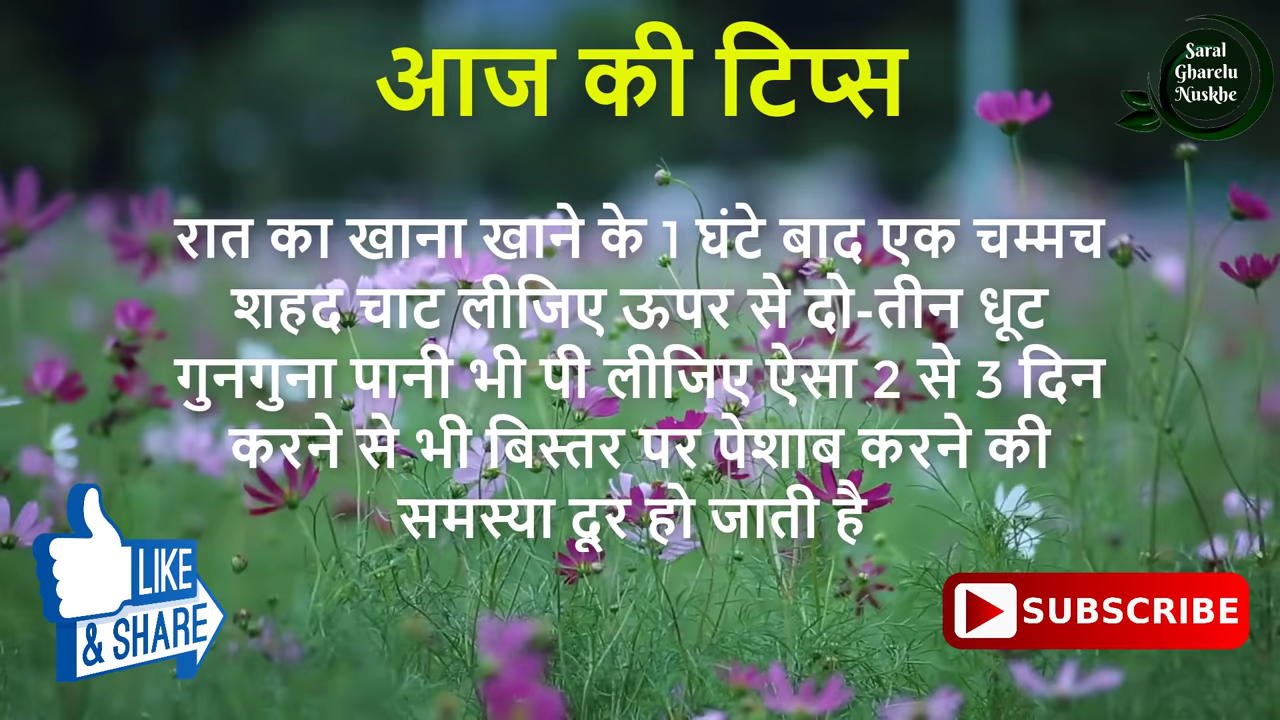 आज की टिप्स
Saral
Gharelu
Nuskhe
रात का खाना खाने के 1 घंटे बाद एक चम्मच
शहद चाट लीजिए ऊपर से दो-तीन धूट
गुनगुना पानी भी पी लीजिए ऐसा 2 से 3 दिन
करने से भी बिस्तर पर पेशाब करने की
समस्या दूर हो जाती है
LIKE
& SHARE
SUBSCRIBE